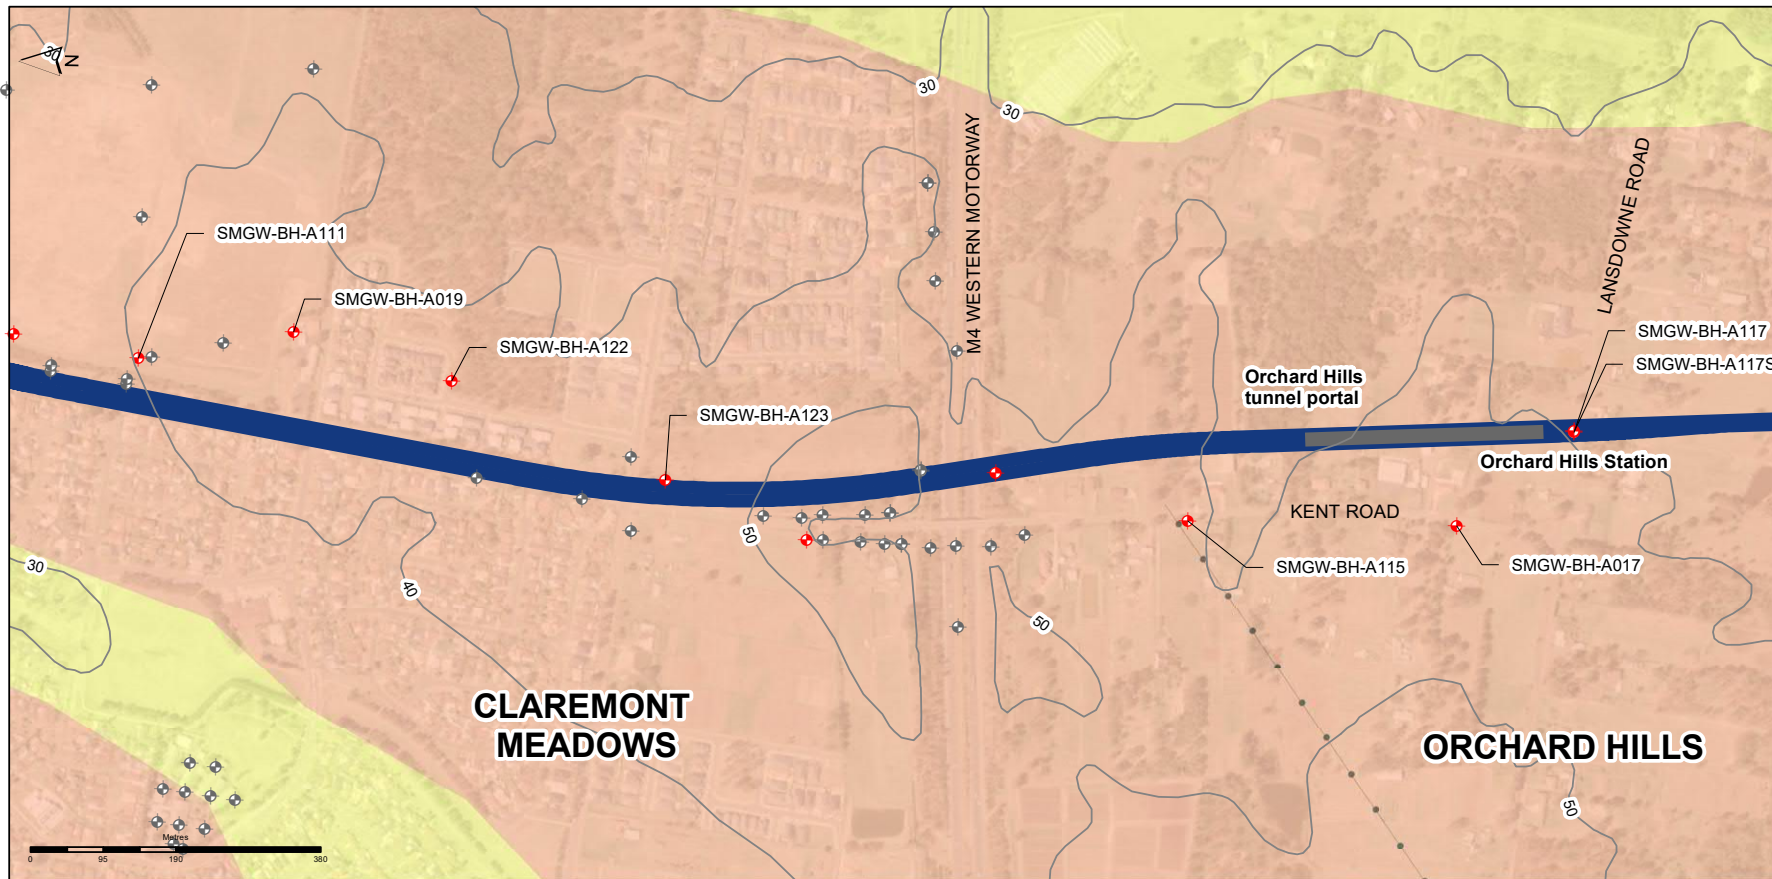 30
N
30
30
M4 WESTERN MOTORWAY
LANSDOWNE ROAD
SMGW-BH-A111
SMGW-BH-A019
SMGW-BH-A122
SMGW-BH-A123
SMGW-BH-A117
SMGW-BH-A117S
Orchard Hills
tunnel portal
Orchard Hills Station
KENT ROAD
SMGW-BH-A115
SMGW-BH-A017
50
30
40
50
CLAREMONT
MEADOWS
ORCHARD HILLS
50
Metres
0 95 190 380